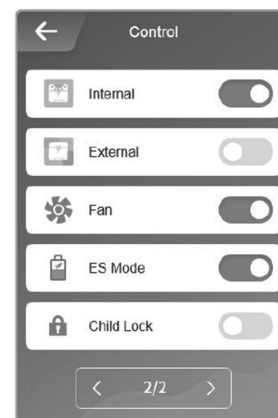 Control
Internal
External
Fan
ES Mode
Child Lock
< 2/2 >